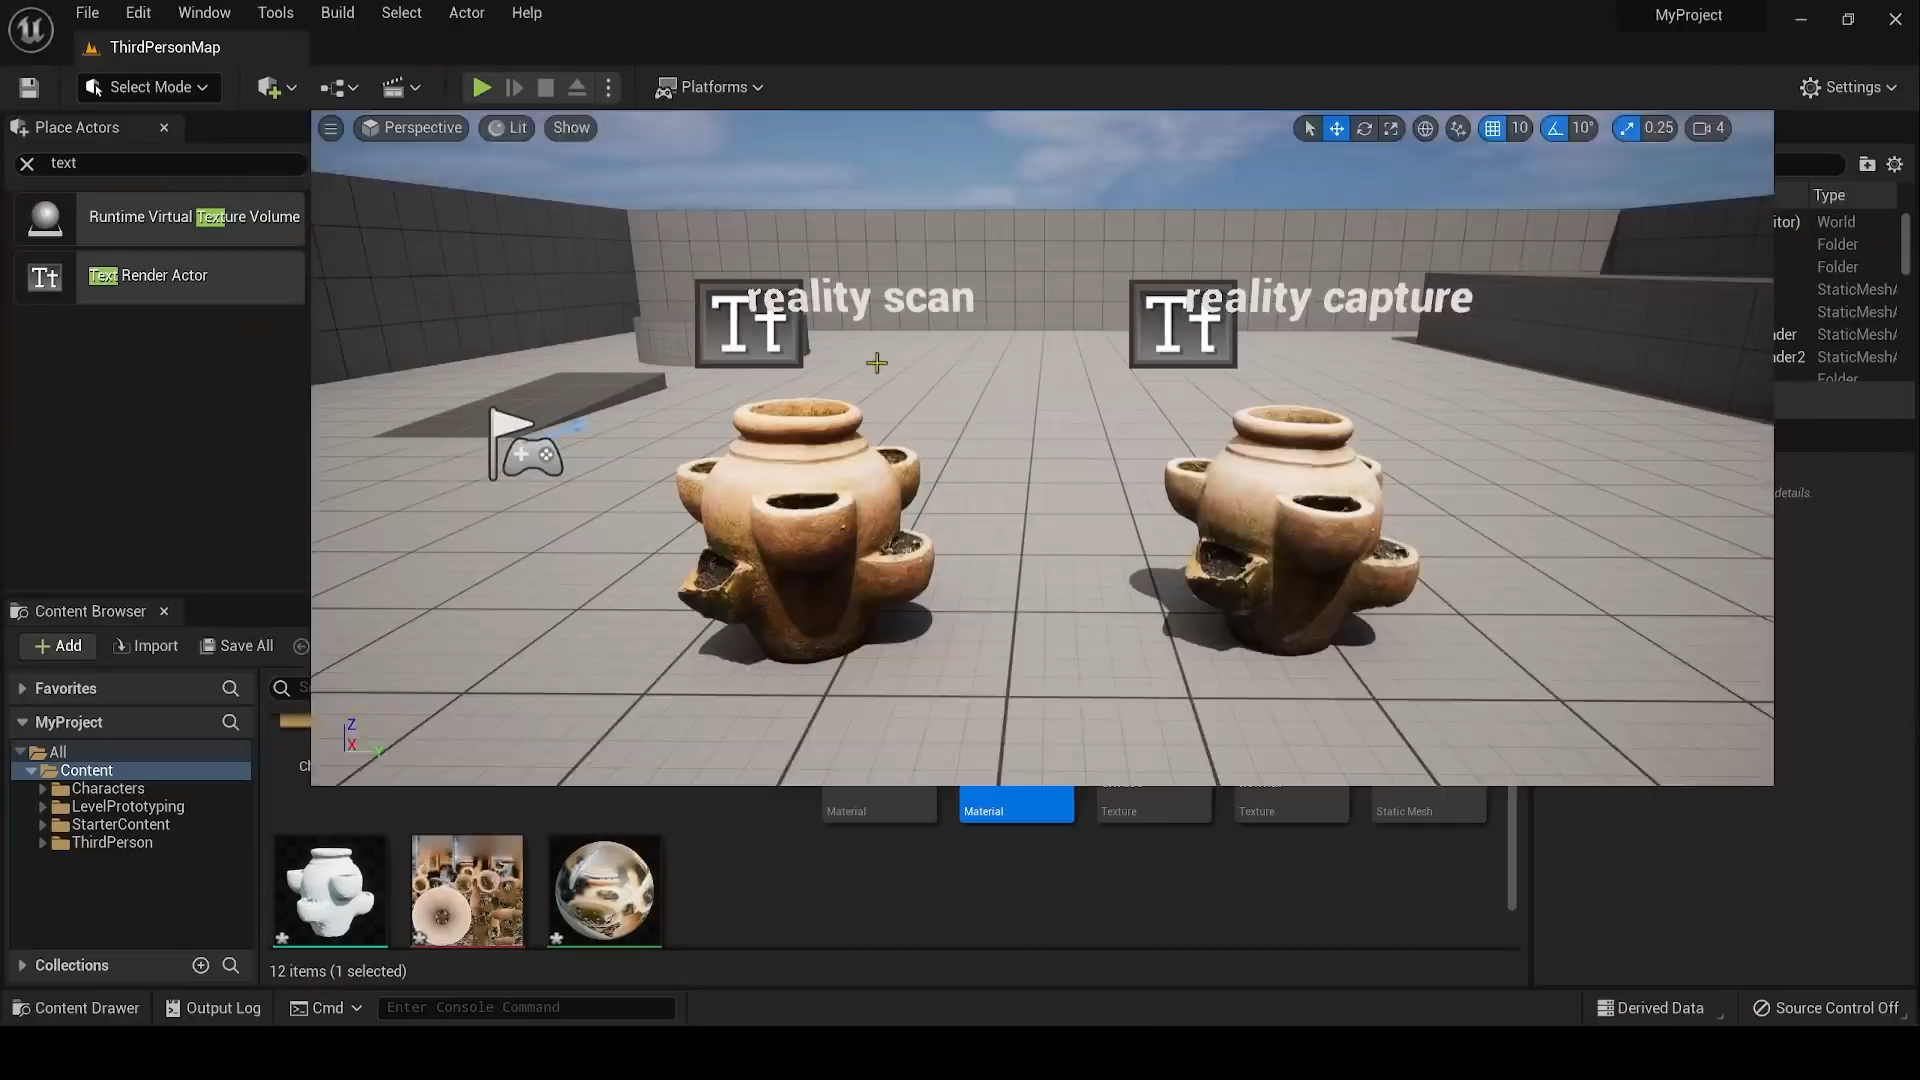 File Edit Window Tools Build Select Actor Help
MyProject
ThirdPersonMap
Select Mode
Platforms
Settings
Place Actors
Perspective
Lit
Show
10
10°
0.25
4
text
Type
Runtime Virtual Texture Volume
itor) World
Folder
Folder
Text Render Actor
StaticMesh
StaticMesh
StaticMesh
StaticMesh
Folder
Tt reality scan
Tt reality capture
details.
Content Browser
Add
Import
Save All
Favorites
MyProject
All
Content
Characters
LevelPrototyping
StarterContent
ThirdPerson
Z
X
Y
Material
Material
Texture
Texture
Static Mesh
Collections
12 items (1 selected)
Content Drawer
Output Log
Cmd
Enter Console Command
Derived Data
Source Control Off